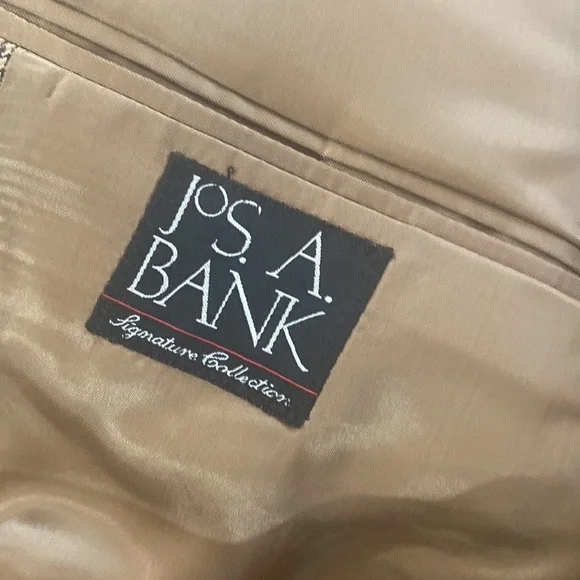 JoS. A.
BANK
Signature Collection